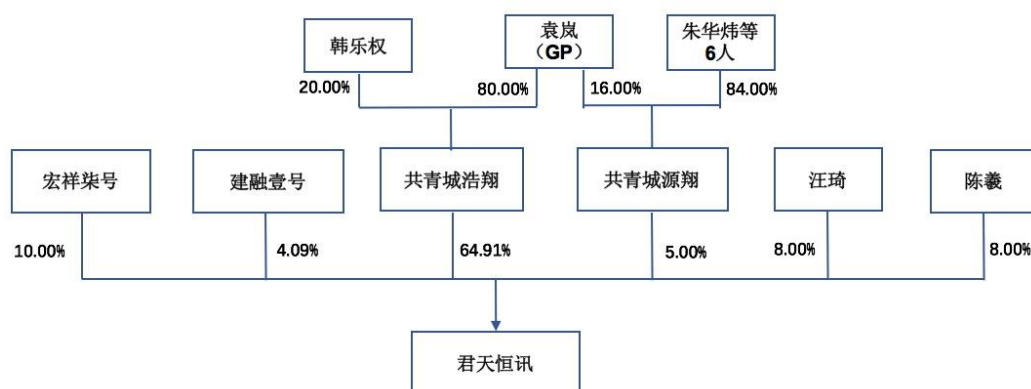 韩乐权
袁岚
（GP）
朱华炜等
6人
20.00%
80.00%
16.00%
84.00%
宏祥柒号
建融壹号
共青城浩翔
共青城源翔
汪琦
陈羲
10.00%
4.09%
64.91%
5.00%
8.00%
8.00%
君天恒讯